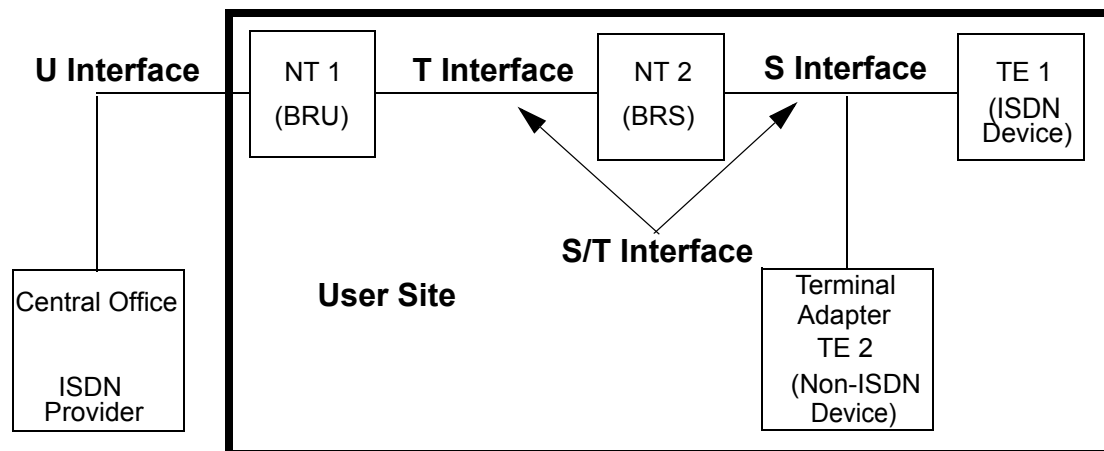 U Interface
NT 1
(BRU)
T Interface
NT 2
(BRS)
S Interface
TE 1
(ISDN
Device)
S/T Interface
User Site
Central Office
ISDN
Provider
Terminal
Adapter
TE 2
(Non-ISDN
Device)